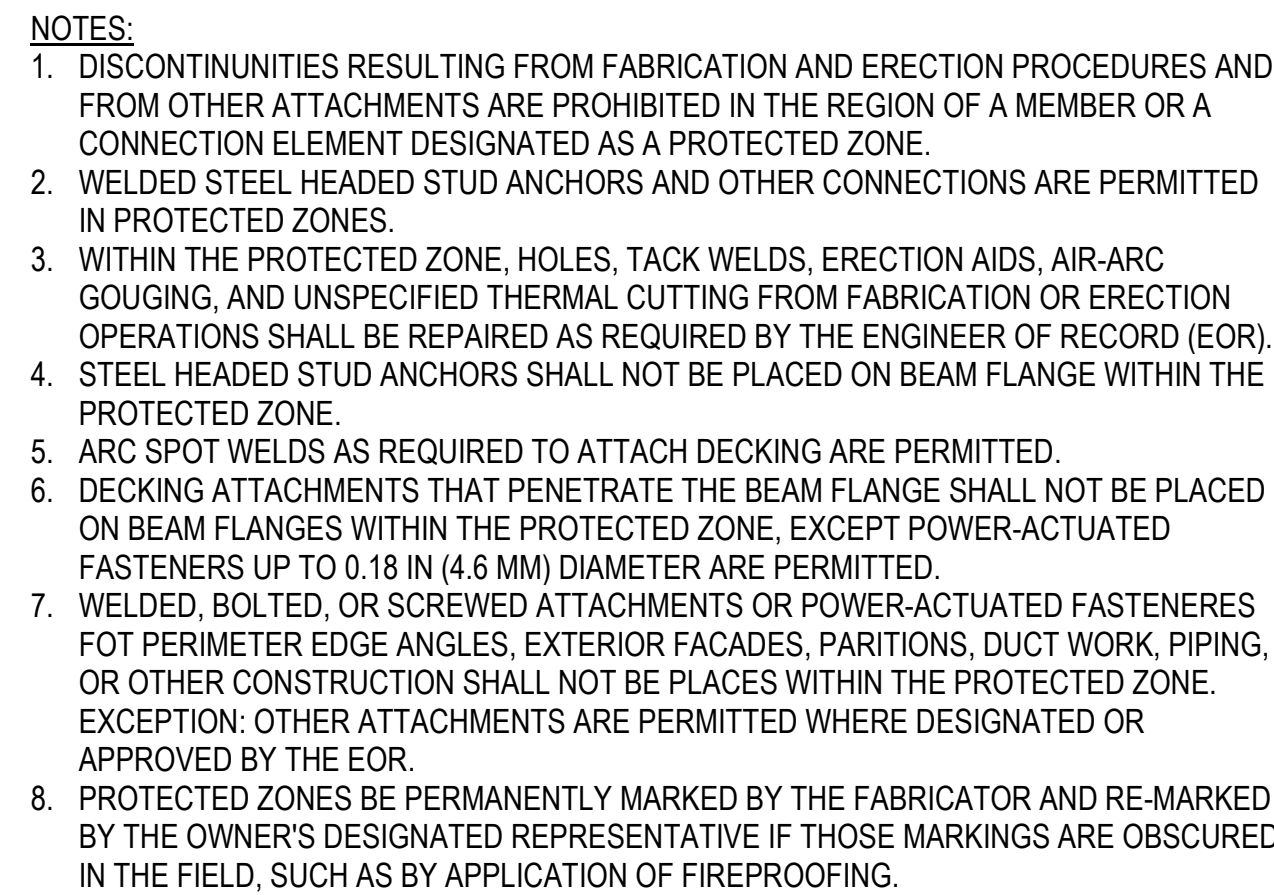 NOTES:
1. DISCONTINUNITIES RESULTING FROM FABRICATION AND ERECTION PROCEDURES AND
FROM OTHER ATTACHMENTS ARE PROHIBITED IN THE REGION OF A MEMBER OR A
CONNECTION ELEMENT DESIGNATED AS A PROTECTED ZONE.
2. WELDED STEEL HEADED STUD ANCHORS AND OTHER CONNECTIONS ARE PERMITTED
IN PROTECTED ZONES.
3. WITHIN THE PROTECTED ZONE, HOLES, TACK WELDS, ERECTION AIDS, AIR-ARC
GOUGING, AND UNSPECIFIED THERMAL CUTTING FROM FABRICATION OR ERECTION
OPERATIONS SHALL BE REPAIRED AS REQUIRED BY THE ENGINEER OF RECORD (EOR).
4. STEEL HEADED STUD ANCHORS SHALL NOT BE PLACED ON BEAM FLANGE WITHIN THE
PROTECTED ZONE.
5. ARC SPOT WELDS AS REQUIRED TO ATTACH DECKING ARE PERMITTED.
6. DECKING ATTACHMENTS THAT PENETRATE THE BEAM FLANGE SHALL NOT BE PLACED
ON BEAM FLANGES WITHIN THE PROTECTED ZONE, EXCEPT POWER-ACTUATED
FASTENERS UP TO 0.18 IN (4.6 MM) DIAMETER ARE PERMITTED.
7. WELDED, BOLTED, OR SCREWED ATTACHMENTS OR POWER-ACTUATED FASTENERES
FOT PERIMETER EDGE ANGLES, EXTERIOR FACADES, PARITIONS, DUCT WORK, PIPING,
OR OTHER CONSTRUCTION SHALL NOT BE PLACES WITHIN THE PROTECTED ZONE.
EXCEPTION: OTHER ATTACHMENTS ARE PERMITTED WHERE DESIGNATED OR
APPROVED BY THE EOR.
8. PROTECTED ZONES BE PERMANENTLY MARKED BY THE FABRICATOR AND RE-MARKED
BY THE OWNER'S DESIGNATED REPRESENTATIVE IF THOSE MARKINGS ARE OBSCURED
IN THE FIELD, SUCH AS BY APPLICATION OF FIREPROOFING.